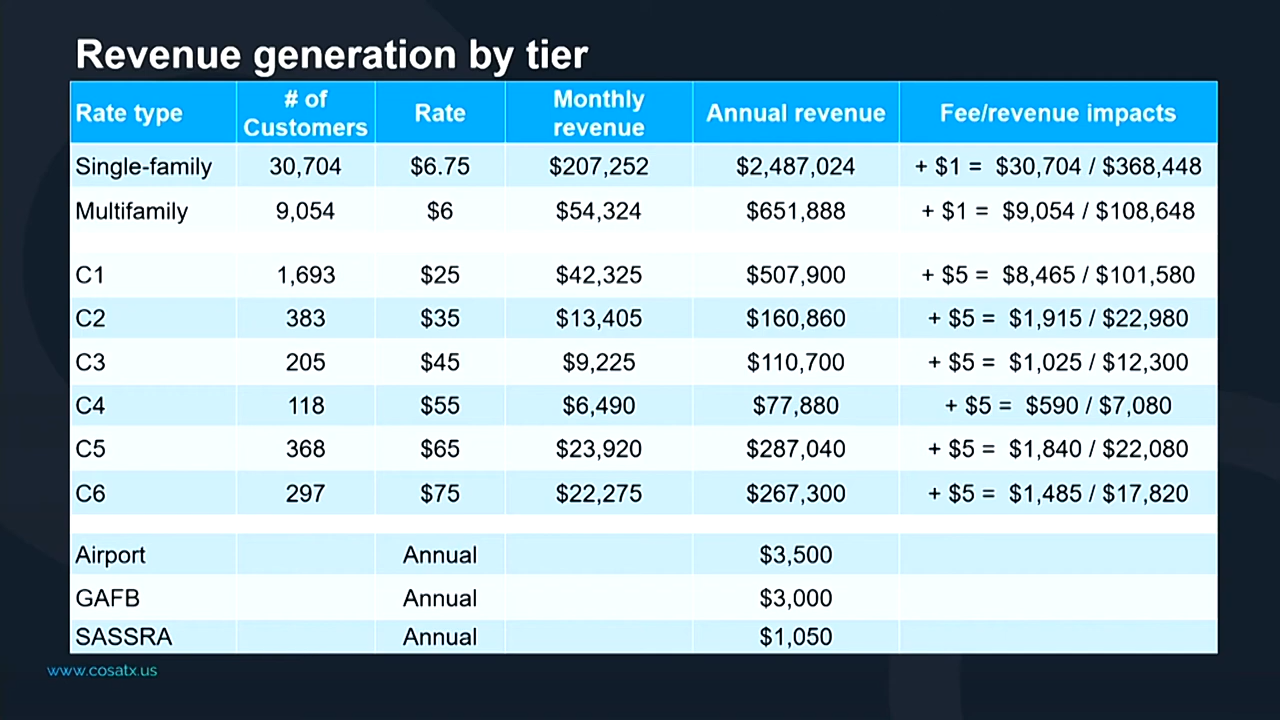 Revenue generation by tier
Rate type # of Customers Rate Monthly revenue Annual revenue Fee/revenue impacts
Single-family 30,704 $6.75 $207,252 $2,487,024 + $1 = $30,704 / $368,448
Multifamily 9,054 $6 $54,324 $651,888 + $1 = $9,054 / $108,648
C1 1,693 $25 $42,325 $507,900 + $5 = $8,465 / $101,580
C2 383 $35 $13,405 $160,860 + $5 = $1,915 / $22,980
C3 205 $45 $9,225 $110,700 + $5 = $1,025 / $12,300
C4 118 $55 $6,490 $77,880 + $5 = $590 / $7,080
C5 368 $65 $23,920 $287,040 + $5 = $1,840 / $22,080
C6 297 $75 $22,275 $267,300 + $5 = $1,485 / $17,820
Airport Annual $3,500
GAFB Annual $3,000
SASSRA Annual $1,050
www.cosatx.us